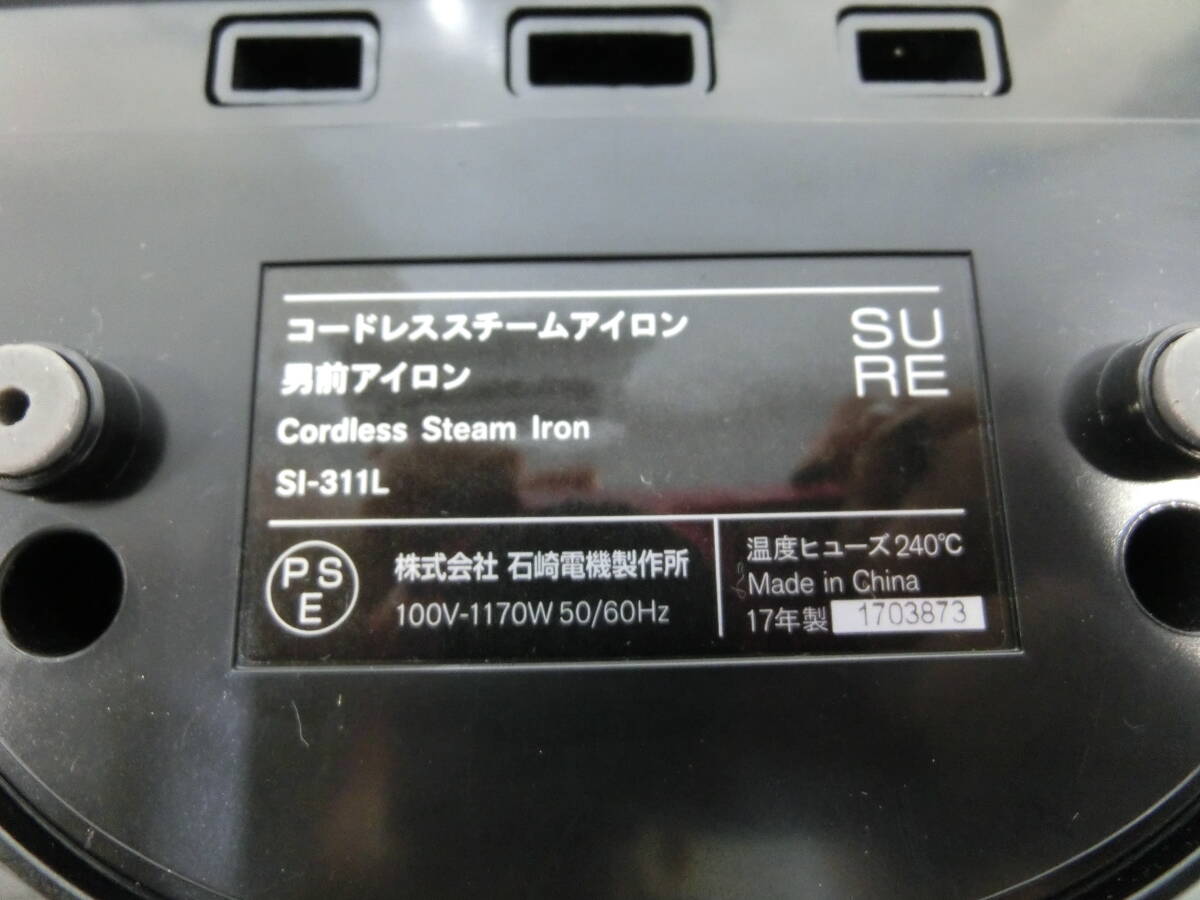 コードレススチームアイロン
男前アイロン
Cordless Steam Iron
SI-311L
SU
RE
PS
E
株式会社 石崎電機製作所
100V-1170W 50/60Hz
温度ヒューズ 240℃
Made in China
17年製 1703873